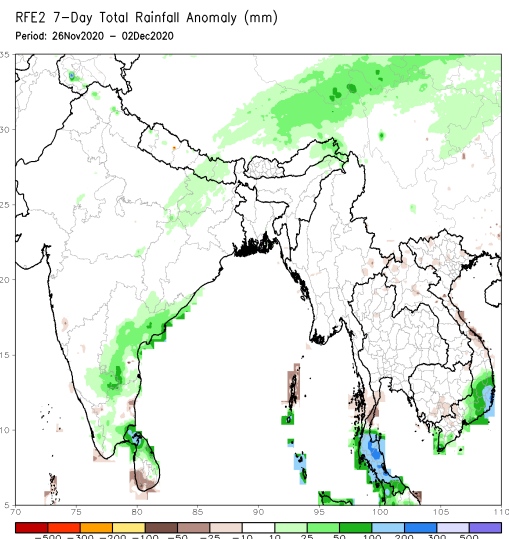 RFE2 7-Day Total Rainfall Anomaly (mm)
Period: 26Nov2020 - 02Dec2020
35
30
25
20
15
10
5
70 75 80 85 90 95 100 105 110
-500 -300 -200 -100 -50 -25 -10 10 25 50 100 200 300 500